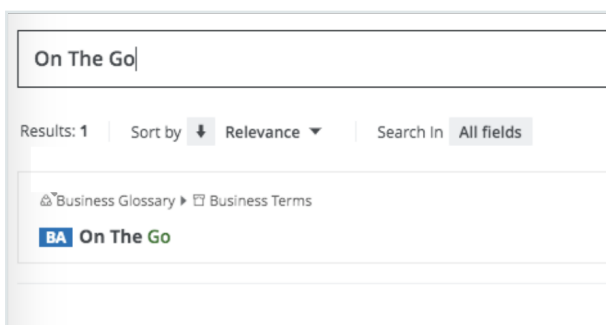 On The Go
Results: 1 Sort by Relevance Search In All fields
Business Glossary Business Terms
BA On The Go